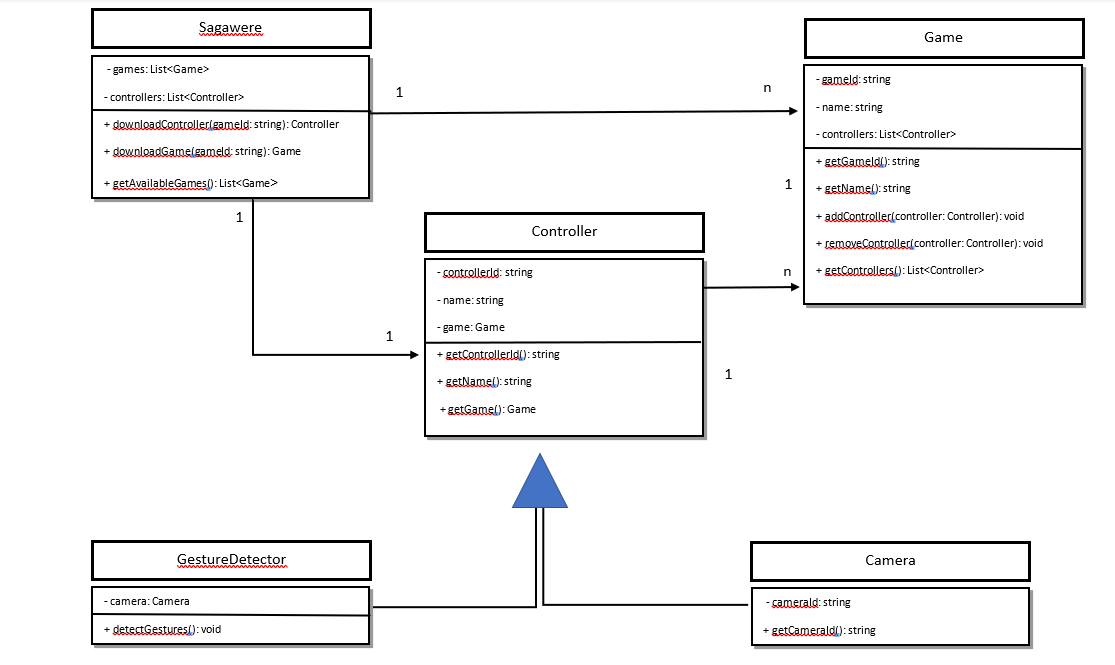 Sagawere
- games: List<Game>
- controllers: List<Controller>
+ downloadController(gameId: string): Controller
+ downloadGame(gameId: string): Game
+ getAvailableGames(): List<Game>
1
n
Game
- gameId: string
- name: string
- controllers: List<Controller>
+ getGameId(): string
+ getName(): string
+ addController(controller: Controller): void
+ removeController(controller: Controller): void
+ getControllers(): List<Controller>
1
1
n
1
1
Controller
- controllerId: string
- name: string
- game: Game
+ getControllerId(): string
+ getName(): string
+ getGame(): Game
GestureDetector
- camera: Camera
+ detectGestures(): void
Camera
- cameraId: string
+ getCameraId(): string